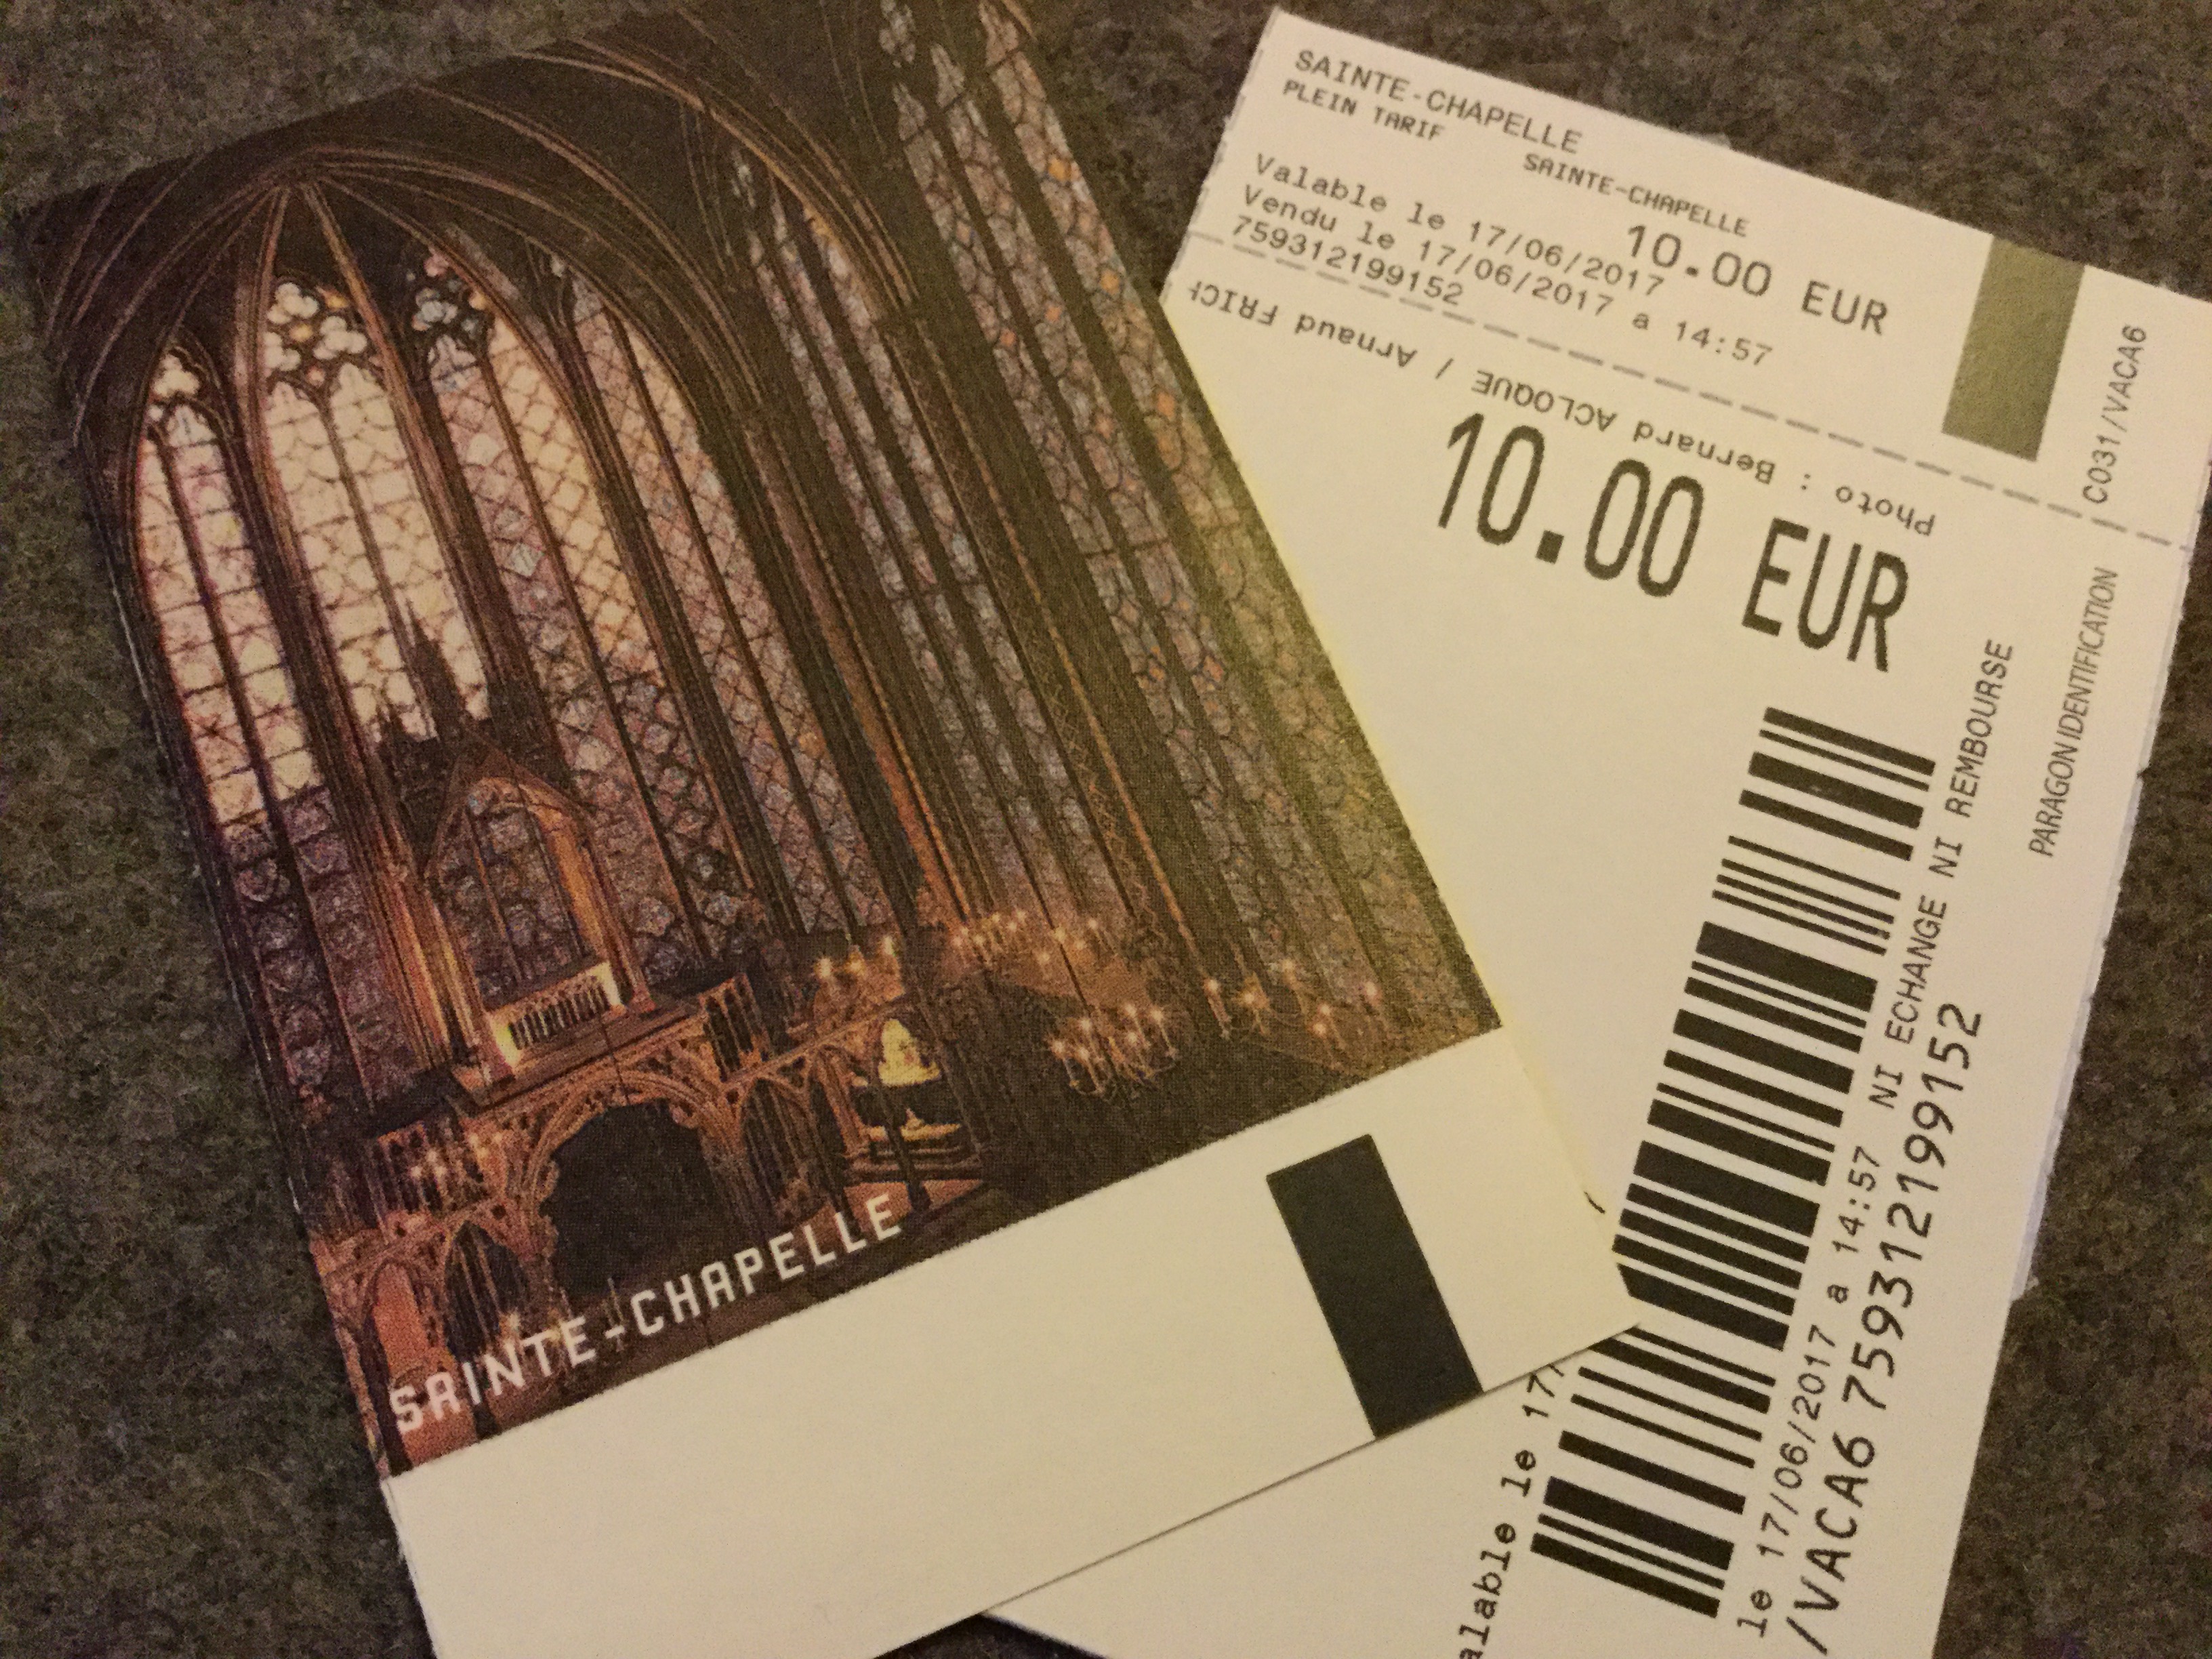 SAINTE-CHAPELLE
SAINTE-CHAPELLE
PLEIN TARIF
SAINTE-CHAPELLE
10.00 EUR
Valable le 17/06/2017
Vendu le 17/06/2017 a 14:57
759312199152
C031/VACA6
Photo : Bernard ACLOQUE / Arnaud
10.00 EUR
PARAGON IDENTIFICATION
le 17/06/2017 a 14:57 NI ECHANGE NI REMBOURSE
/VACA6 759312199152
le